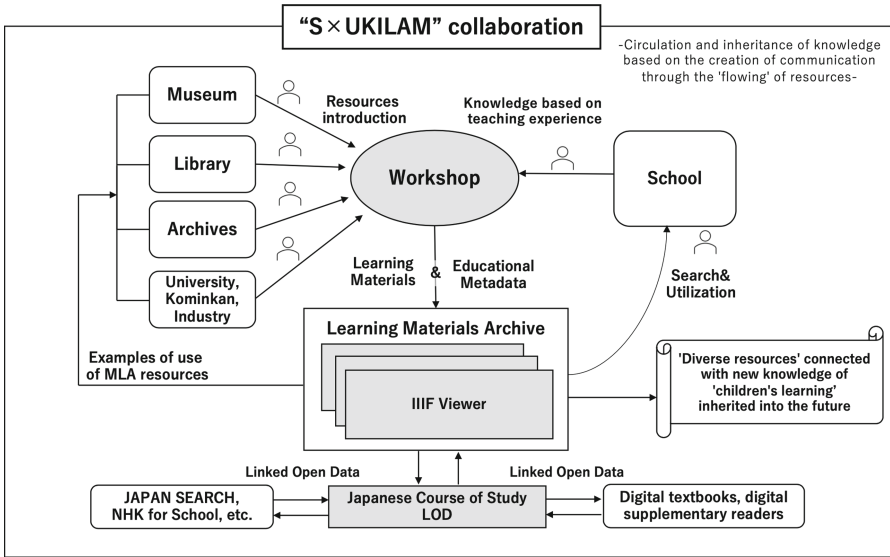 “S×UKILAM” collaboration
-Circulation and inheritance of knowledge
based on the creation of communication
through the 'flowing' of resources-
Museum
Library
Archives
University,
Kominkan,
Industry
Resources
introduction
Knowledge based on
teaching experience
Workshop
School
Learning
Materials
&
Educational
Metadata
Search&
Utilization
Examples of use
of MLA resources
Learning Materials Archive
IIIF Viewer
'Diverse resources' connected
with new knowledge of
'children's learning'
inherited into the future
Linked Open Data
Linked Open Data
JAPAN SEARCH,
NHK for School, etc.
Japanese Course of Study
LOD
Digital textbooks, digital
supplementary readers